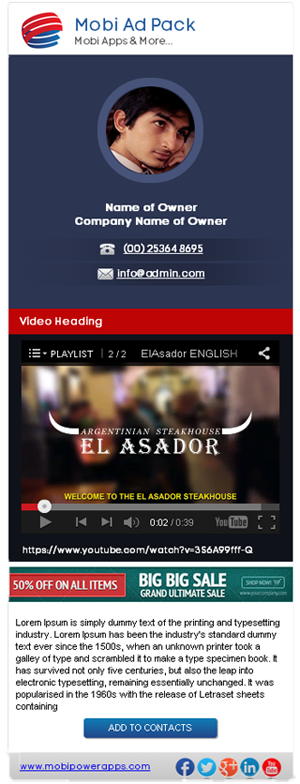 Mobi Ad Pack
Mobi Apps & More...
Name of Owner
Company Name of Owner
(00) 25364 8695
info@admin.com
Video Heading
PLAYLIST | 2 / 2 ElAsador ENGLISH
ARGENTINIAN STEAKHOUSE
EL ASADOR
WELCOME TO THE EL ASADOR STEAKHOUSE
0:02 / 0:39 YouTube
https://www.youtube.com/watch?v=3S6A99fff-Q
50% OFF ON ALL ITEMS
BIG BIG SALE
GRAND ULTIMATE SALE
SHOP NOW!
www.yourcompany.com
Lorem Ipsum is simply dummy text of the printing and typesetting
industry. Lorem Ipsum has been the industry's standard dummy
text ever since the 1500s, when an unknown printer took a
galley of type and scrambled it to make a type specimen book. It
has survived not only five centuries, but also the leap into
electronic typesetting, remaining essentially unchanged. It was
popularised in the 1960s with the release of Letraset sheets
containing
ADD TO CONTACTS
www.mobipowerapps.com